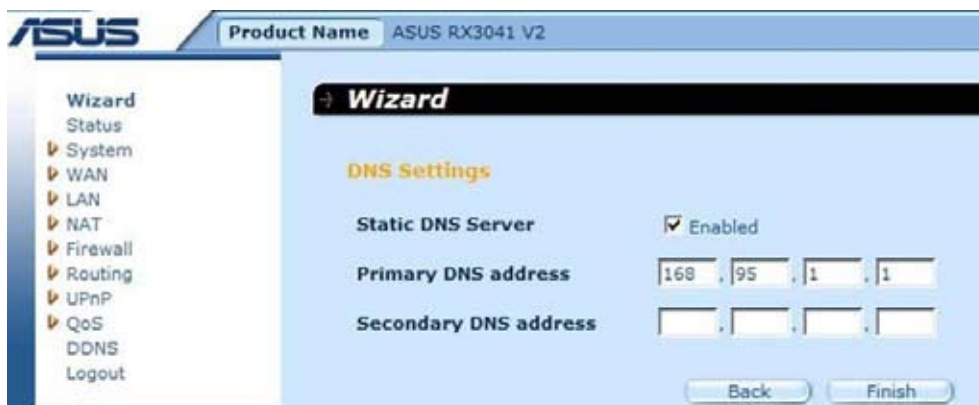 ASUS
Product Name ASUS RX3041 V2
Wizard
Status
System
WAN
LAN
NAT
Firewall
Routing
UPnP
QoS
DDNS
Logout
Wizard
DNS Settings
Static DNS Server Enabled
Primary DNS address 168 . 95 . 1 . 1
Secondary DNS address . . .
Back Finish